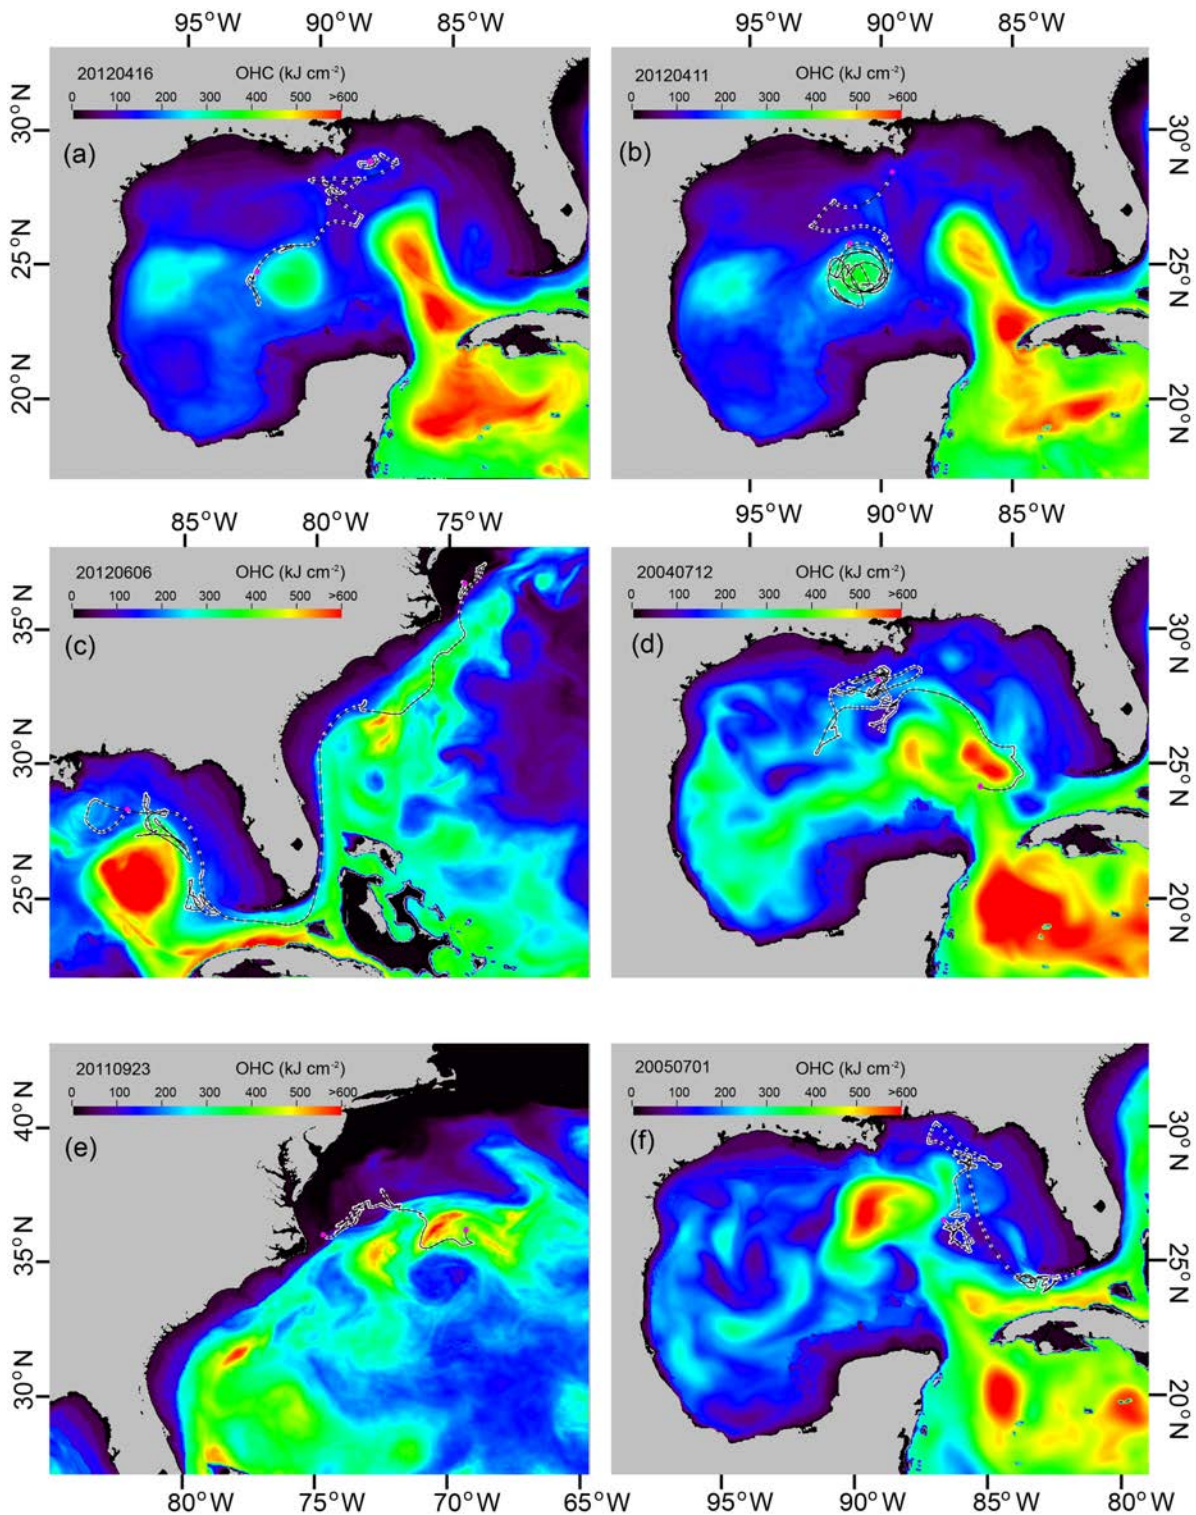 95°W 90°W 85°W
95°W 90°W 85°W
20120416 OHC (kJ cm-2)
0 100 200 300 400 500 >600
(a)
30°N
25°N
20°N
20120411 OHC (kJ cm-2)
0 100 200 300 400 500 >600
(b)
30°N
25°N
20°N
85°W 80°W 75°W
95°W 90°W 85°W
20120606 OHC (kJ cm-2)
0 100 200 300 400 500 >600
(c)
35°N
30°N
25°N
20040712 OHC (kJ cm-2)
0 100 200 300 400 500 >600
(d)
30°N
25°N
20°N
20110923 OHC (kJ cm-2)
0 100 200 300 400 500 >600
(e)
40°N
35°N
30°N
20050701 OHC (kJ cm-2)
0 100 200 300 400 500 >600
(f)
30°N
25°N
20°N
80°W 75°W 70°W 65°W
95°W 90°W 85°W 80°W